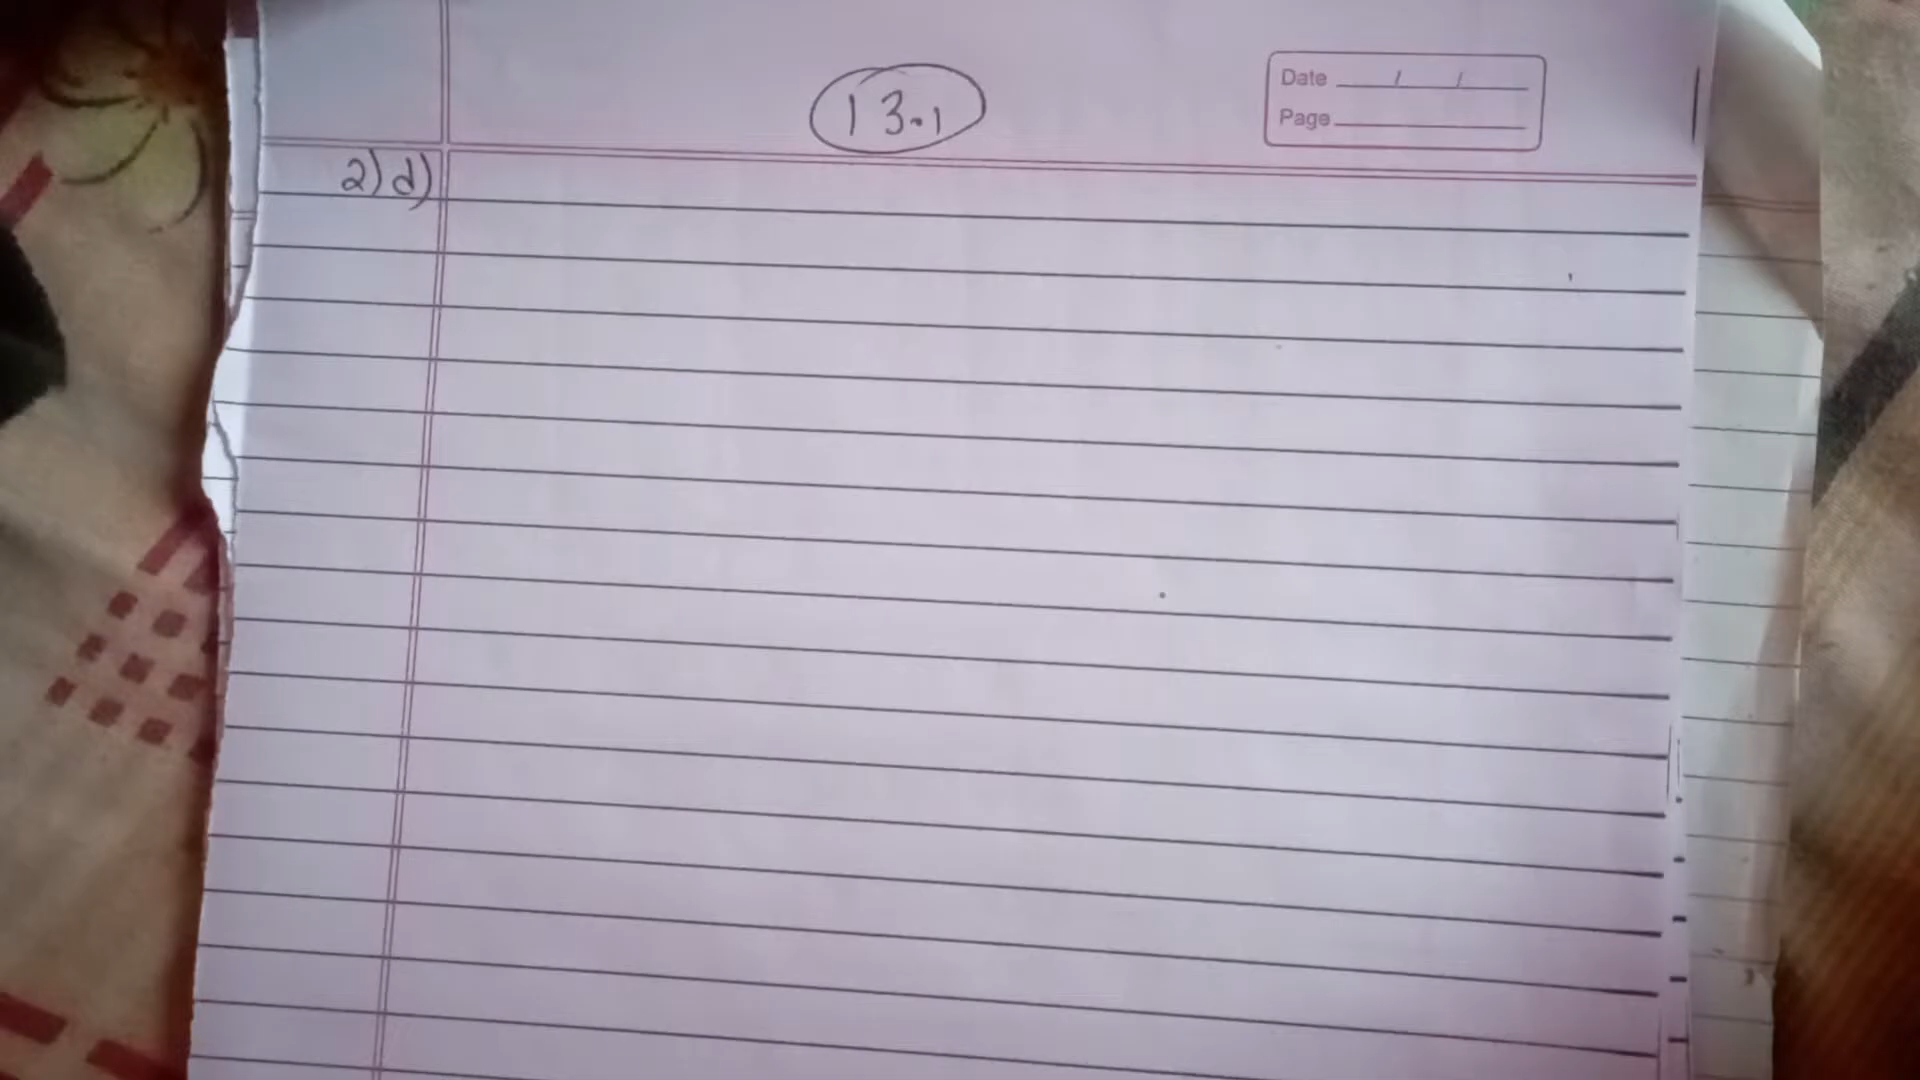 13.1
Date / /
Page
2) d)